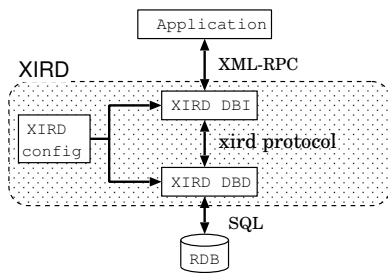 Application
XML-RPC
XIRD
XIRD DBI
XIRD
config
xird protocol
XIRD DBD
SQL
RDB